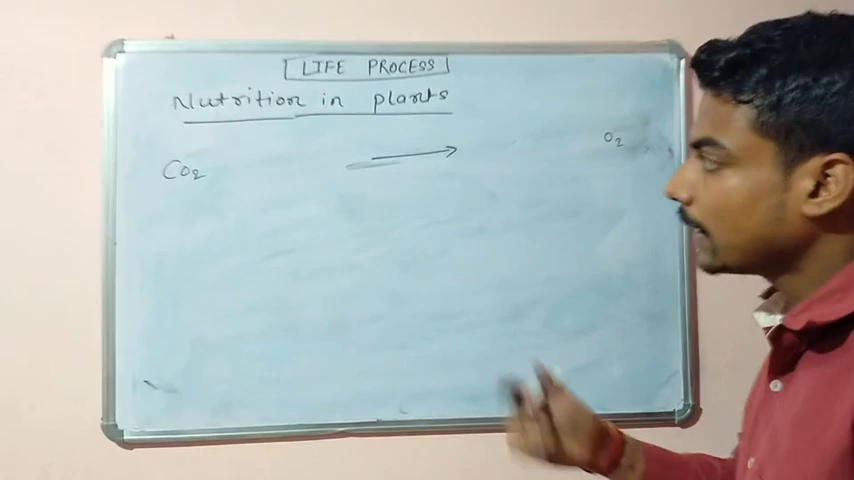 LIFE PROCESS
Nutrition in plants
CO2 → O2